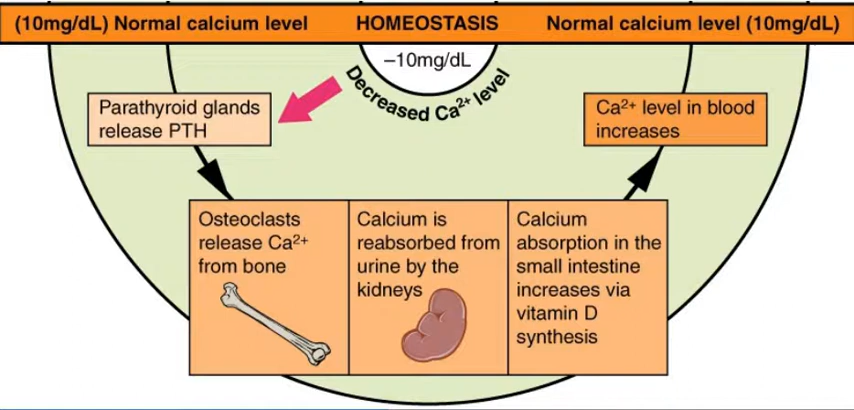 (10mg/dL) Normal calcium level HOMEOSTASIS Normal calcium level (10mg/dL)
–10mg/dL
Decreased Ca²⁺ level
Parathyroid glands
release PTH
Ca²⁺ level in blood
increases
Osteoclasts
release Ca²⁺
from bone
Calcium is
reabsorbed from
urine by the
kidneys
Calcium
absorption in the
small intestine
increases via
vitamin D
synthesis